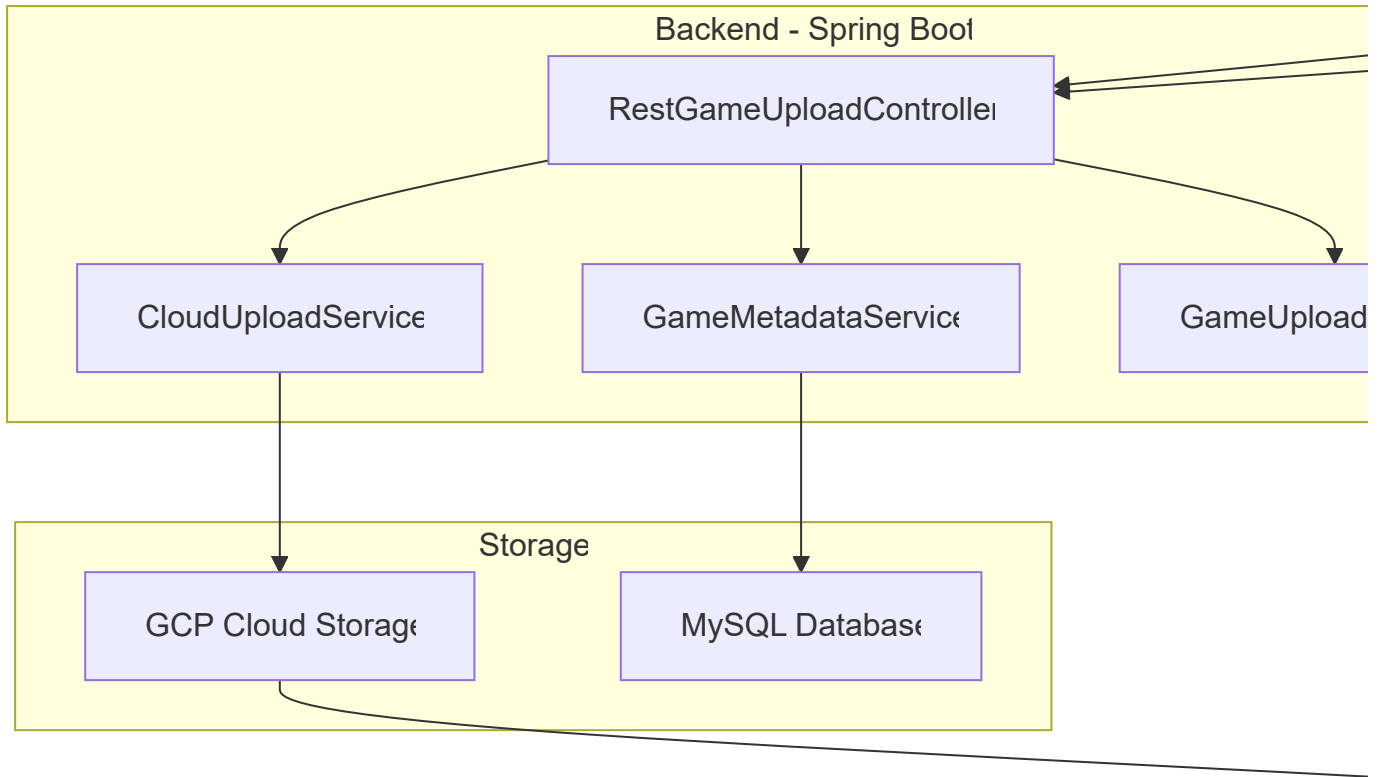 Backend - Spring Boot
RestGameUploadController
CloudUploadService
GameMetadataService
GameUpload
Storage
GCP Cloud Storage
MySQL Database